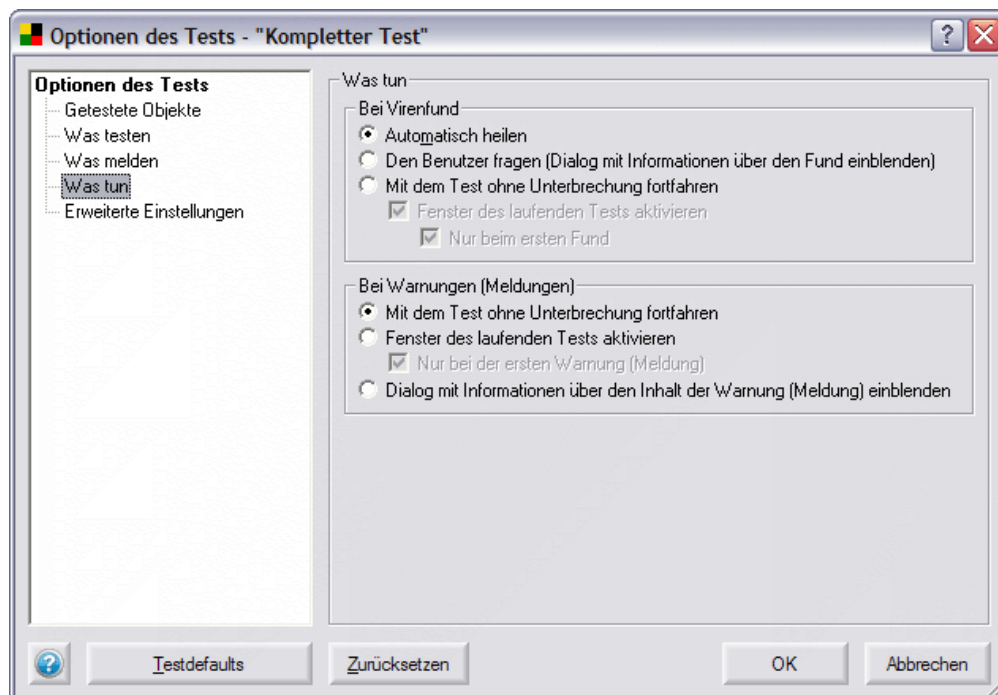 Optionen des Tests - "Kompletter Test"
Optionen des Tests
Getestete Objekte
Was testen
Was melden
Was tun
Erweiterte Einstellungen
Was tun
Bei Virenfund
Automatisch heilen
Den Benutzer fragen (Dialog mit Informationen über den Fund einblenden)
Mit dem Test ohne Unterbrechung fortfahren
Fenster des laufenden Tests aktivieren
Nur beim ersten Fund
Bei Warnungen (Meldungen)
Mit dem Test ohne Unterbrechung fortfahren
Fenster des laufenden Tests aktivieren
Nur bei der ersten Warnung (Meldung)
Dialog mit Informationen über den Inhalt der Warnung (Meldung) einblenden
Testdefaults
Zurücksetzen
OK
Abbrechen